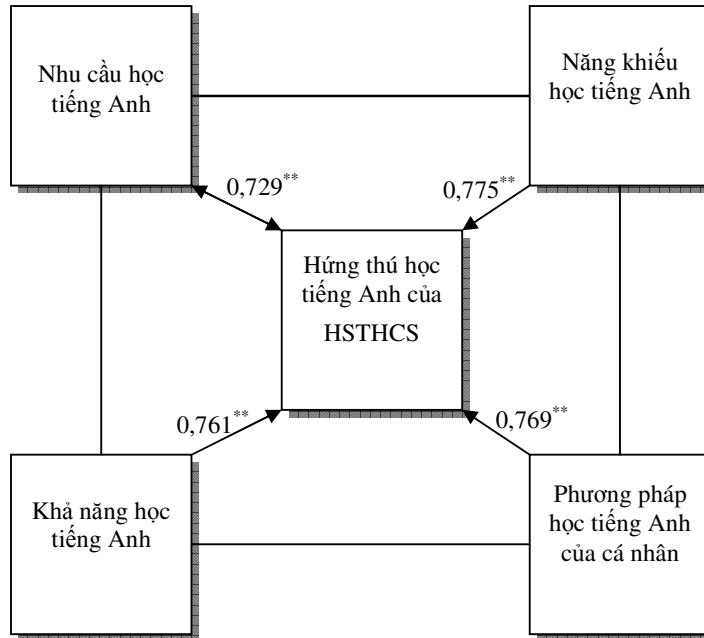 Nhu cầu học
tiếng Anh
Năng khiếu
học tiếng Anh
0,729**
0,775**
Hứng thú học
tiếng Anh của
HSTHCS
0,761**
0,769**
Khả năng học
tiếng Anh
Phương pháp
học tiếng Anh
của cá nhân